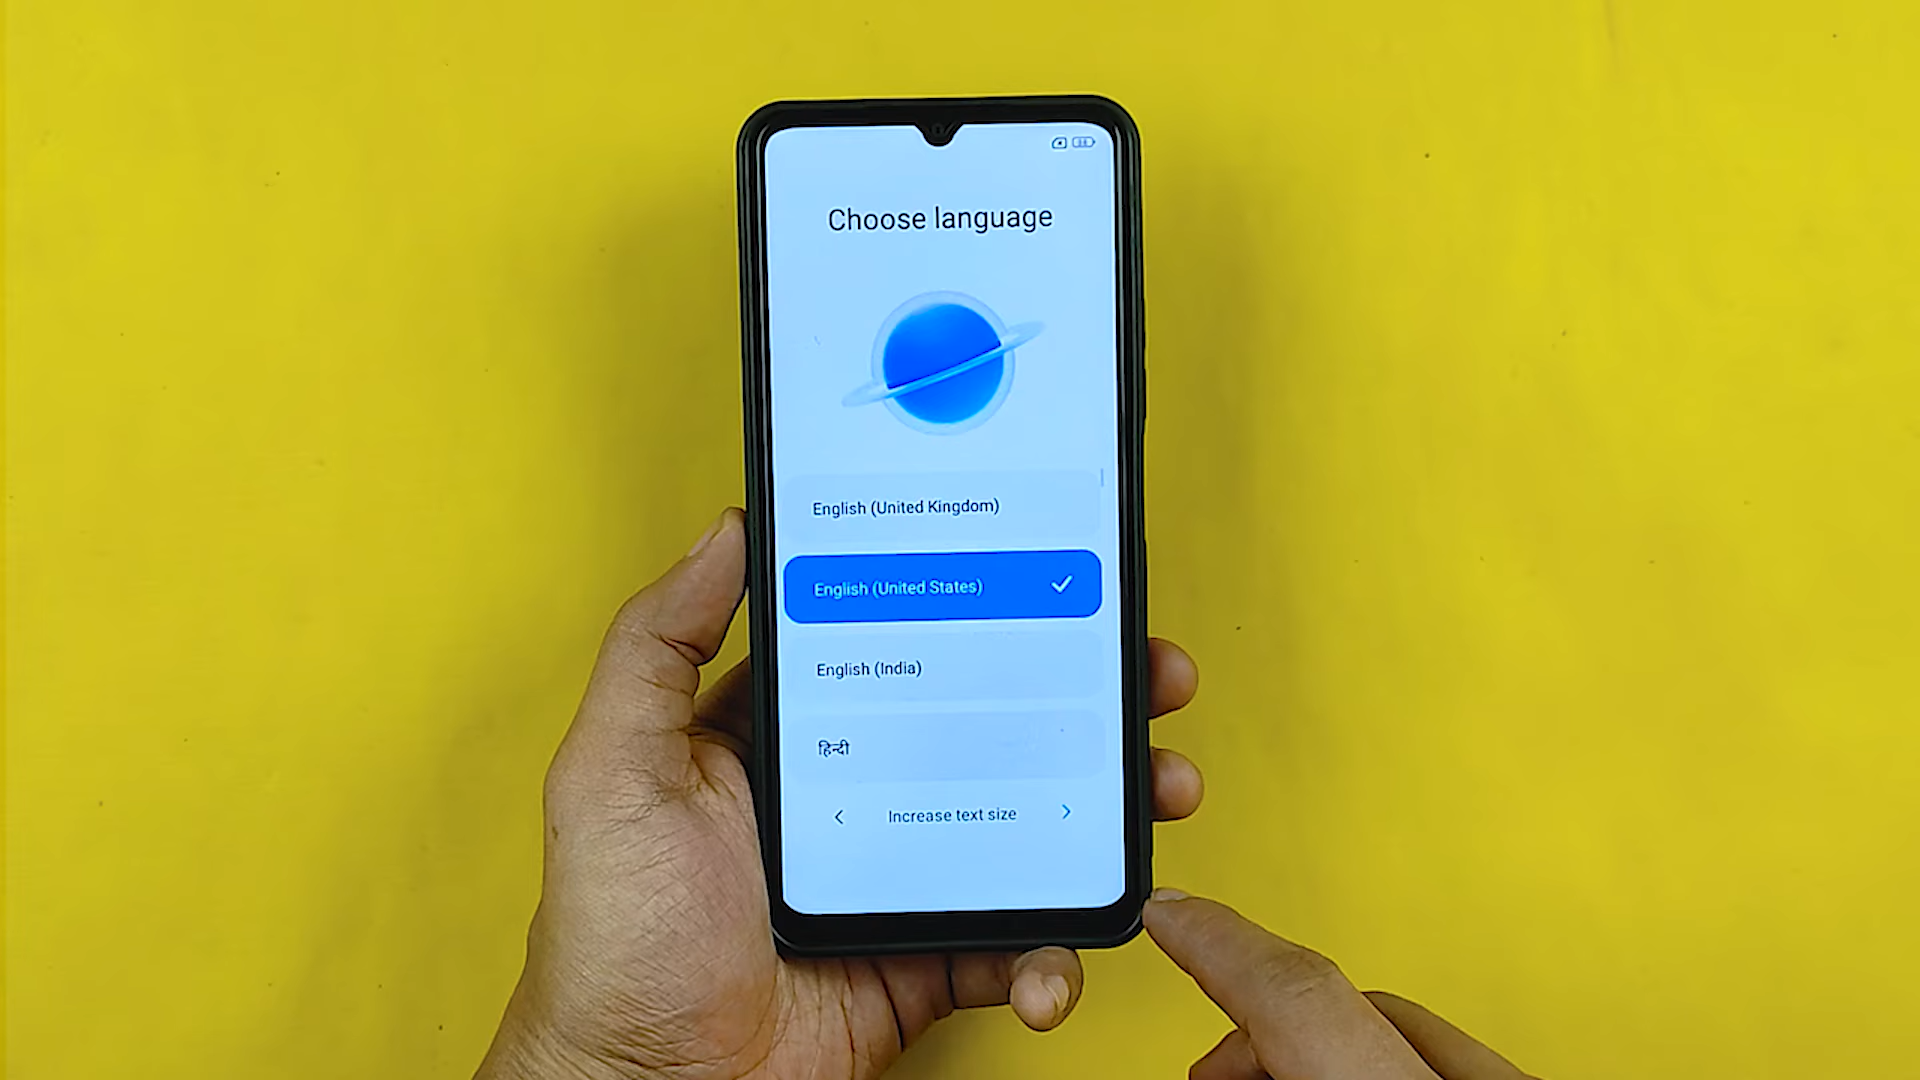 Choose language
English (United Kingdom)
English (United States)
English (India)
हिन्दी
Increase text size